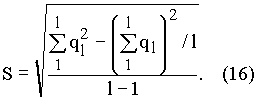 S = √((∑₁¹ q₁² − (∑₁¹ q₁)² /1) / (1−1)). (16)